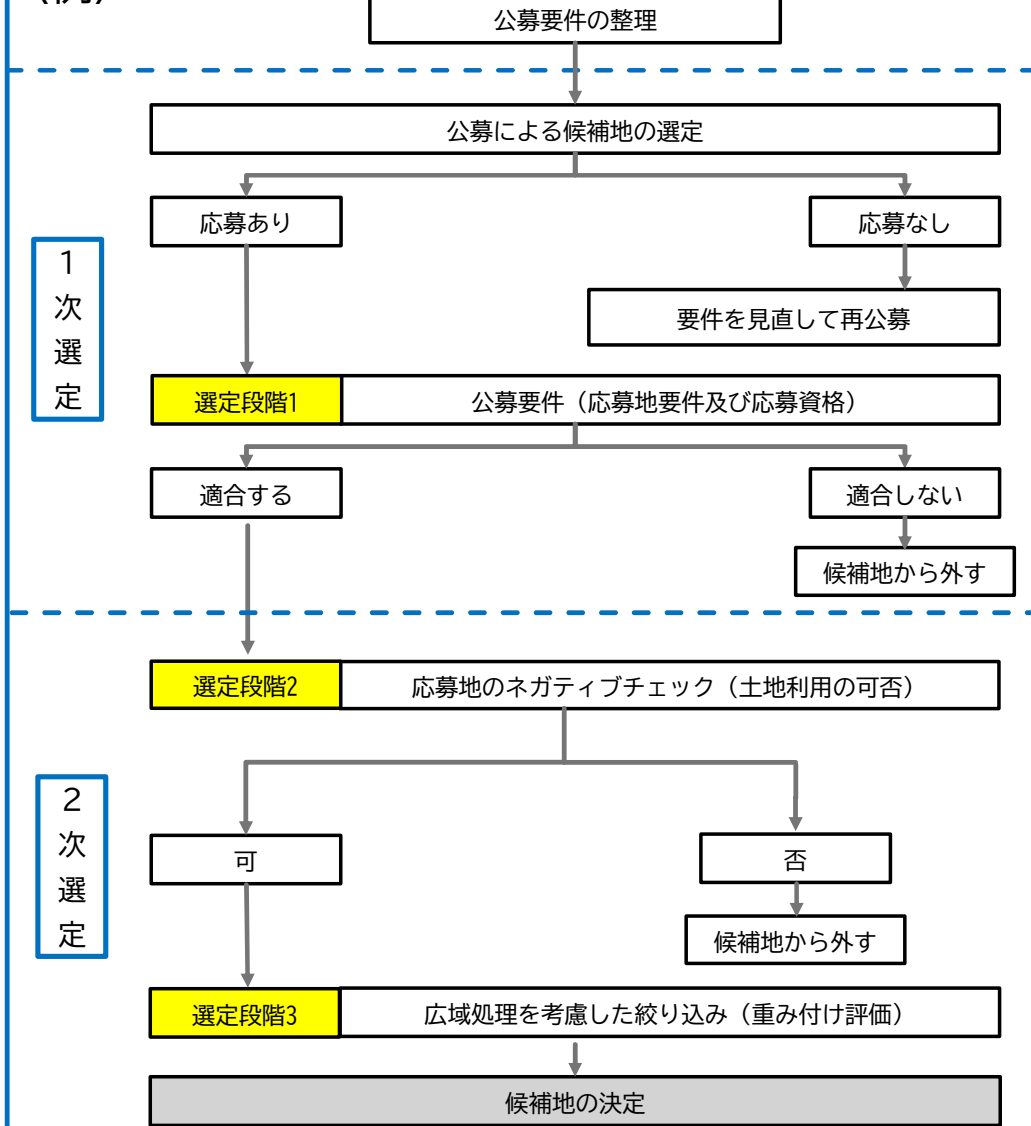 公募要件の整理
公募による候補地の選定
応募あり
応募なし
要件を見直して再公募
1次選定
選定段階1
公募要件（応募地要件及び応募資格）
適合する
適合しない
候補地から外す
選定段階2
応募地のネガティブチェック（土地利用の可否）
2次選定
可
否
候補地から外す
選定段階3
広域処理を考慮した絞り込み（重み付け評価）
候補地の決定